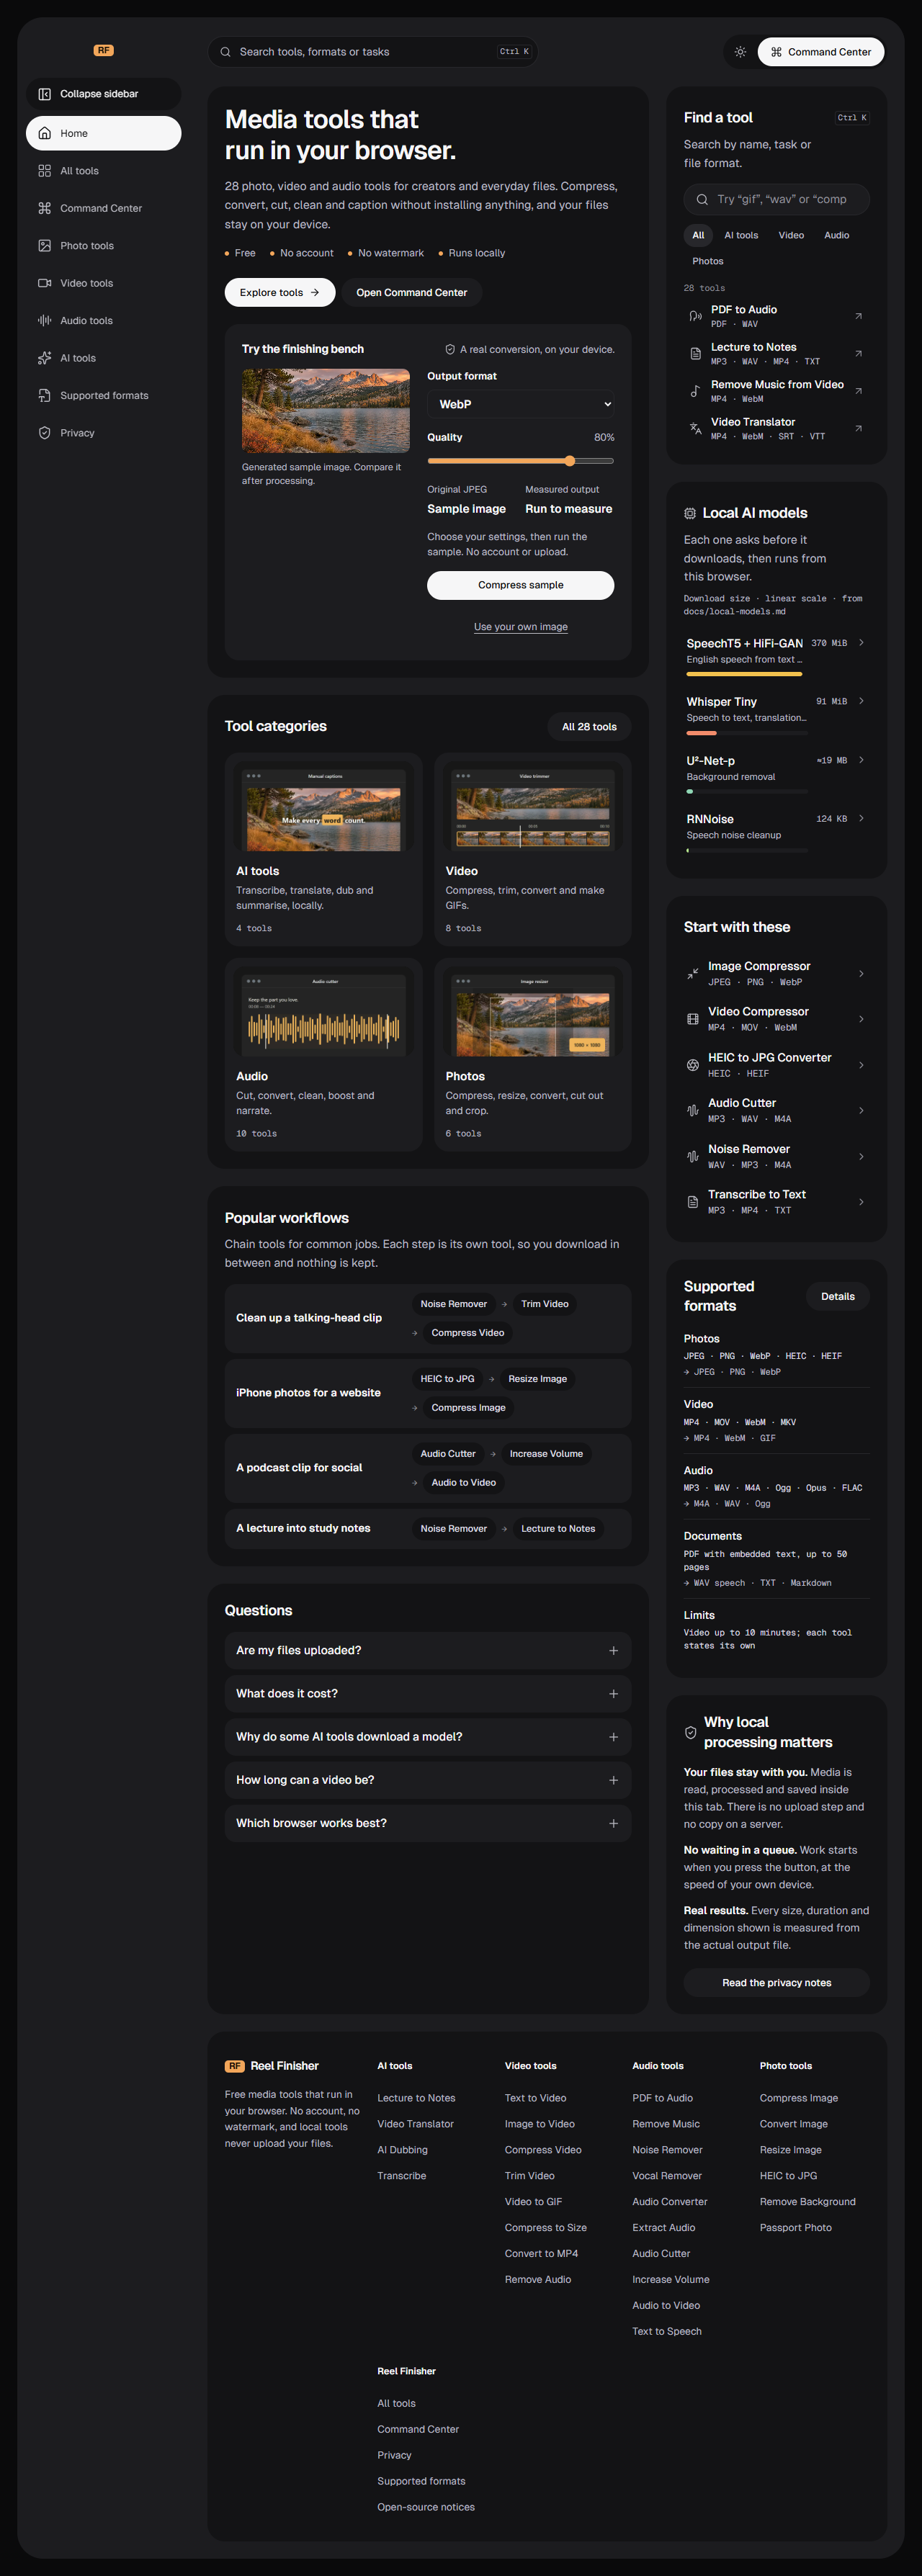 RF
Collapse sidebar
Home
All tools
Command Center
Photo tools
Video tools
Audio tools
AI tools
Supported formats
Privacy
Search tools, formats or tasks
Ctrl K
Command Center
Media tools that
run in your browser.
28 photo, video and audio tools for creators and everyday files. Compress,
convert, cut, clean and caption without installing anything, and your files
stay on your device.
Free
No account
No watermark
Runs locally
Explore tools
Open Command Center
Try the finishing bench
A real conversion, on your device.
Generated sample image. Compare it
after processing.
Output format
WebP
Quality
80%
Original JPEG
Measured output
Sample image
Run to measure
Choose your settings, then run the
sample. No account or upload.
Compress sample
Use your own image
Tool categories
All 28 tools
Manual captions
Make every word count.
AI tools
Transcribe, translate, dub and
summarise, locally.
4 tools
Video trimmer
Video
Compress, trim, convert and make
GIFs.
8 tools
Audio cutter
Keep the part you love.
Audio
Cut, convert, clean, boost and
narrate.
10 tools
Image resizer
1080 × 1080
Photos
Compress, resize, convert, cut out
and crop.
6 tools
Popular workflows
Chain tools for common jobs. Each step is its own tool, so you download in
between and nothing is kept.
Clean up a talking-head clip
Noise Remover → Trim Video
→ Compress Video
iPhone photos for a website
HEIC to JPG → Resize Image
→ Compress Image
A podcast clip for social
Audio Cutter → Increase Volume
→ Audio to Video
A lecture into study notes
Noise Remover → Lecture to Notes
Questions
Are my files uploaded?
What does it cost?
Why do some AI tools download a model?
How long can a video be?
Which browser works best?
Find a tool
Ctrl K
Search by name, task or
file format.
Try “gif”, “wav” or “comp
All
AI tools
Video
Audio
Photos
28 tools
PDF to Audio
PDF · WAV
Lecture to Notes
MP3 · WAV · MP4 · TXT
Remove Music from Video
MP4 · WebM
Video Translator
MP4 · WebM · SRT · VTT
Local AI models
Each one asks before it
downloads, then runs from
this browser.
Download size · linear scale · from
docs/local-models.md
SpeechT5 + HiFi-GAN
370 MiB
English speech from text …
Whisper Tiny
91 MiB
Speech to text, translation…
U²-Net-p
≈19 MB
Background removal
RNNoise
124 KB
Speech noise cleanup
Start with these
Image Compressor
JPEG · PNG · WebP
Video Compressor
MP4 · MOV · WebM
HEIC to JPG Converter
HEIC · HEIF
Audio Cutter
MP3 · WAV · M4A
Noise Remover
WAV · MP3 · M4A
Transcribe to Text
MP3 · MP4 · TXT
Supported
formats
Details
Photos
JPEG · PNG · WebP · HEIC · HEIF
→ JPEG · PNG · WebP
Video
MP4 · MOV · WebM · MKV
→ MP4 · WebM · GIF
Audio
MP3 · WAV · M4A · Ogg · Opus · FLAC
→ M4A · WAV · Ogg
Documents
PDF with embedded text, up to 50
pages
→ WAV speech · TXT · Markdown
Limits
Video up to 10 minutes; each tool
states its own
Why local
processing matters
Your files stay with you. Media is
read, processed and saved inside
this tab. There is no upload step and
no copy on a server.
No waiting in a queue. Work starts
when you press the button, at the
speed of your own device.
Real results. Every size, duration and
dimension shown is measured from
the actual output file.
Read the privacy notes
RF Reel Finisher
Free media tools that run in
your browser. No account, no
watermark, and local tools
never upload your files.
AI tools
Lecture to Notes
Video Translator
AI Dubbing
Transcribe
Video tools
Text to Video
Image to Video
Compress Video
Trim Video
Video to GIF
Compress to Size
Convert to MP4
Remove Audio
Audio tools
PDF to Audio
Remove Music
Noise Remover
Vocal Remover
Audio Converter
Extract Audio
Audio Cutter
Increase Volume
Audio to Video
Text to Speech
Photo tools
Compress Image
Convert Image
Resize Image
HEIC to JPG
Remove Background
Passport Photo
Reel Finisher
All tools
Command Center
Privacy
Supported formats
Open-source notices